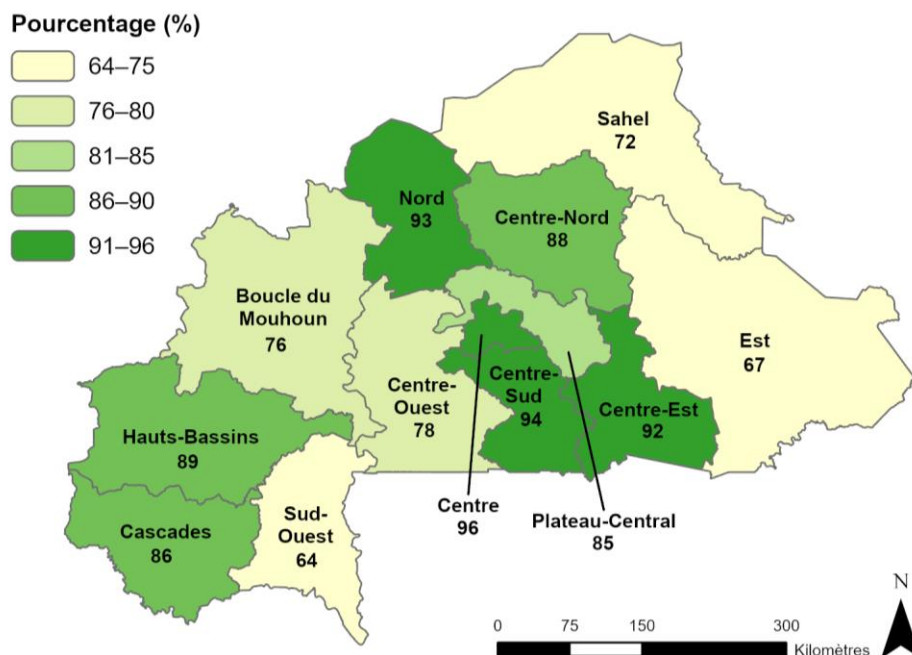 Pourcentage (%)
64–75
76–80
81–85
86–90
91–96
Sahel
72
Nord
93
Centre-Nord
88
Boucle du
Mouhoun
76
Est
67
Centre-
Ouest
78
Centre-
Sud
94
Centre-Est
92
Hauts-Bassins
89
Centre
96
Plateau-Central
85
Cascades
86
Sud-
Ouest
64
N
0 75 150 300
Kilomètres